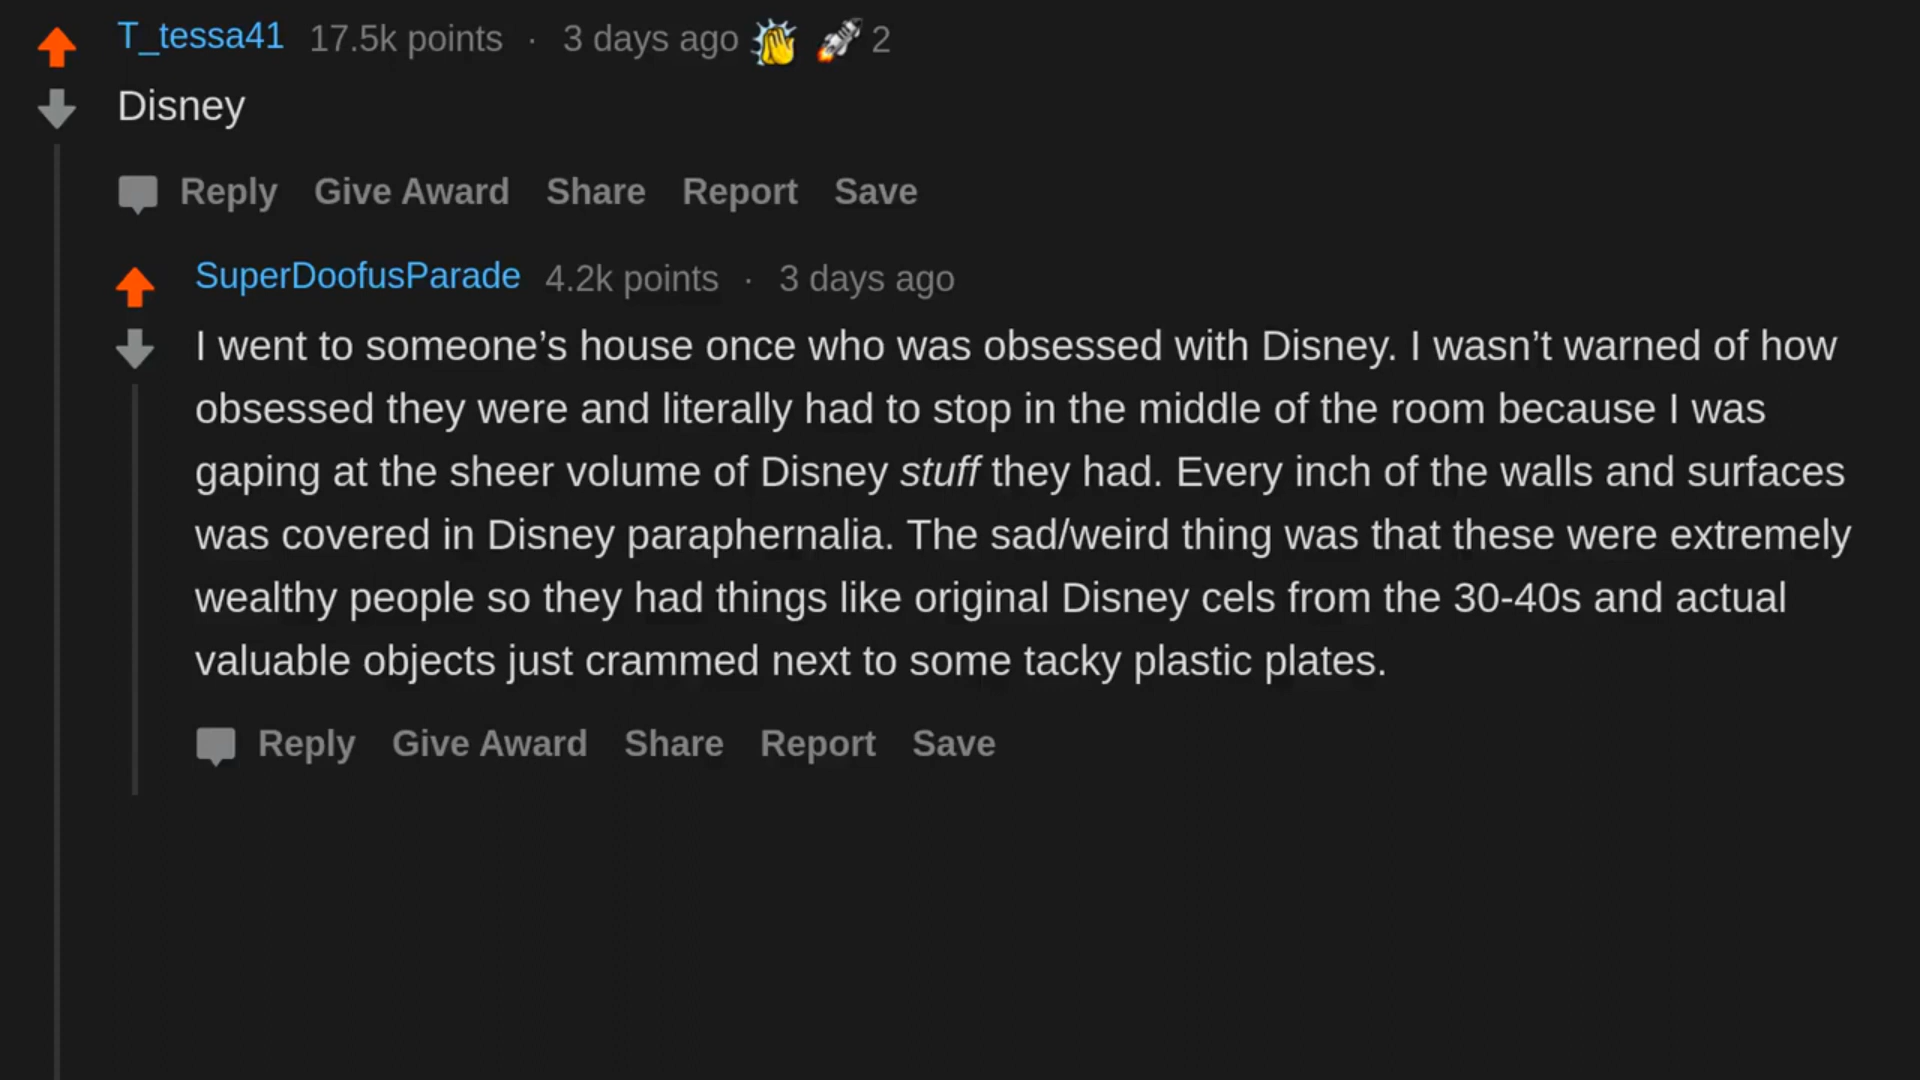 T_tessa41 17.5k points · 3 days ago 2
Disney
Reply Give Award Share Report Save
SuperDoofusParade 4.2k points · 3 days ago
I went to someone’s house once who was obsessed with Disney. I wasn’t warned of how
obsessed they were and literally had to stop in the middle of the room because I was
gaping at the sheer volume of Disney stuff they had. Every inch of the walls and surfaces
was covered in Disney paraphernalia. The sad/weird thing was that these were extremely
wealthy people so they had things like original Disney cels from the 30-40s and actual
valuable objects just crammed next to some tacky plastic plates.
Reply Give Award Share Report Save